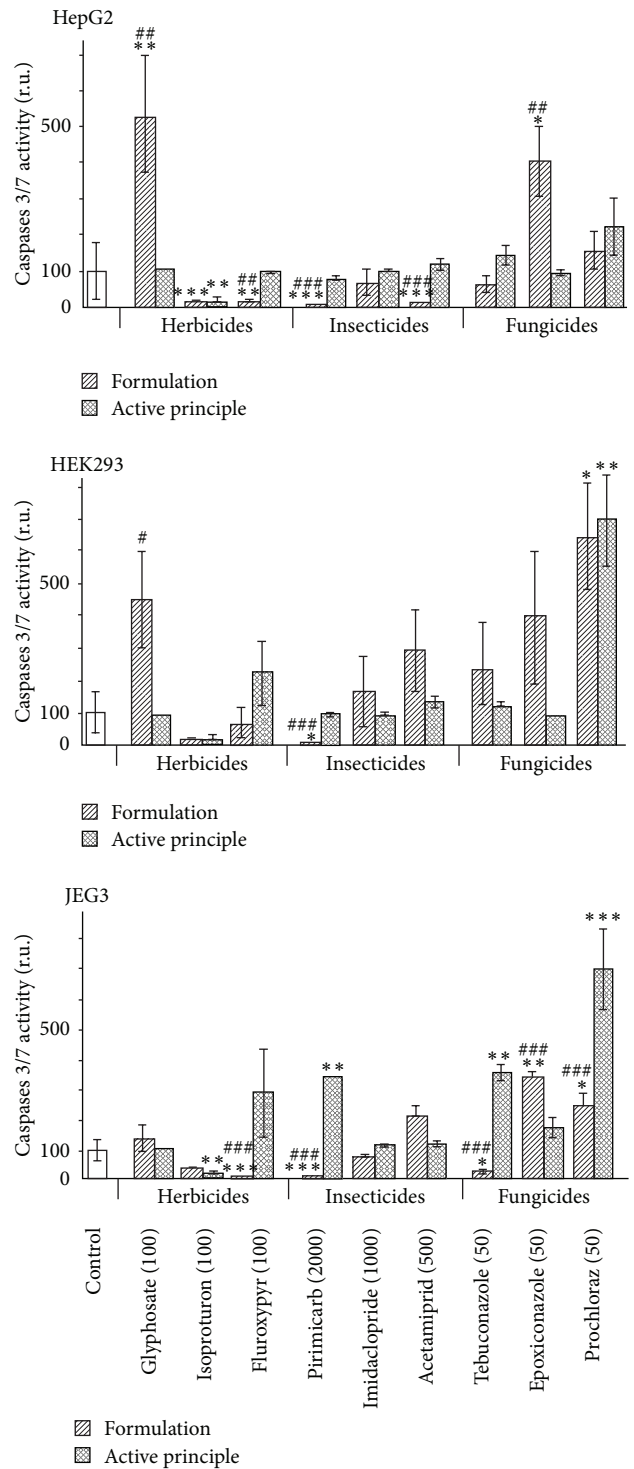 HepG2
Caspases 3/7 activity (r.u.)
500
100
0
##
**
***
**
##
**
###
***
###
***
##
*
Herbicides Insecticides Fungicides
Formulation
Active principle
HEK293
Caspases 3/7 activity (r.u.)
500
100
0
#
###
*
*
**
Herbicides Insecticides Fungicides
Formulation
Active principle
JEG3
Caspases 3/7 activity (r.u.)
500
100
0
**
###
***
###
***
**
###
*
**
###
**
###
*
***
Herbicides Insecticides Fungicides
Control
Glyphosate (100)
Isoproturon (100)
Fluroxypyr (100)
Pirimicarb (2000)
Imidaclopride (1000)
Acetamiprid (500)
Tebuconazole (50)
Epoxiconazole (50)
Prochloraz (50)
Formulation
Active principle